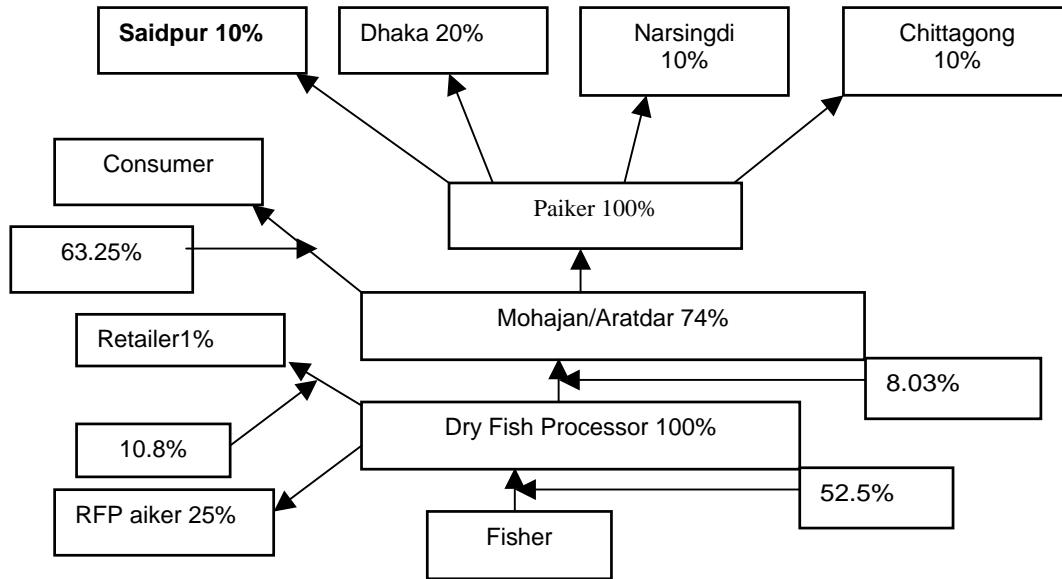 Saidpur 10%
Dhaka 20%
Narsingdi
10%
Chittagong
10%
Consumer
Paiker 100%
63.25%
Mohajan/Aratdar 74%
Retailer1%
8.03%
Dry Fish Processor 100%
10.8%
52.5%
RFP aiker 25%
Fisher